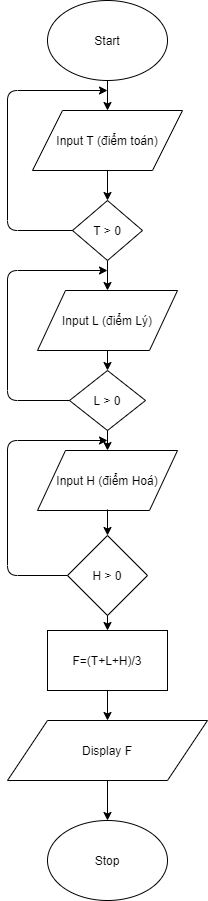 Start
Input T (điểm toán)
T > 0
Input L (điểm Lý)
L > 0
Input H (điểm Hoá)
H > 0
F=(T+L+H)/3
Display F
Stop